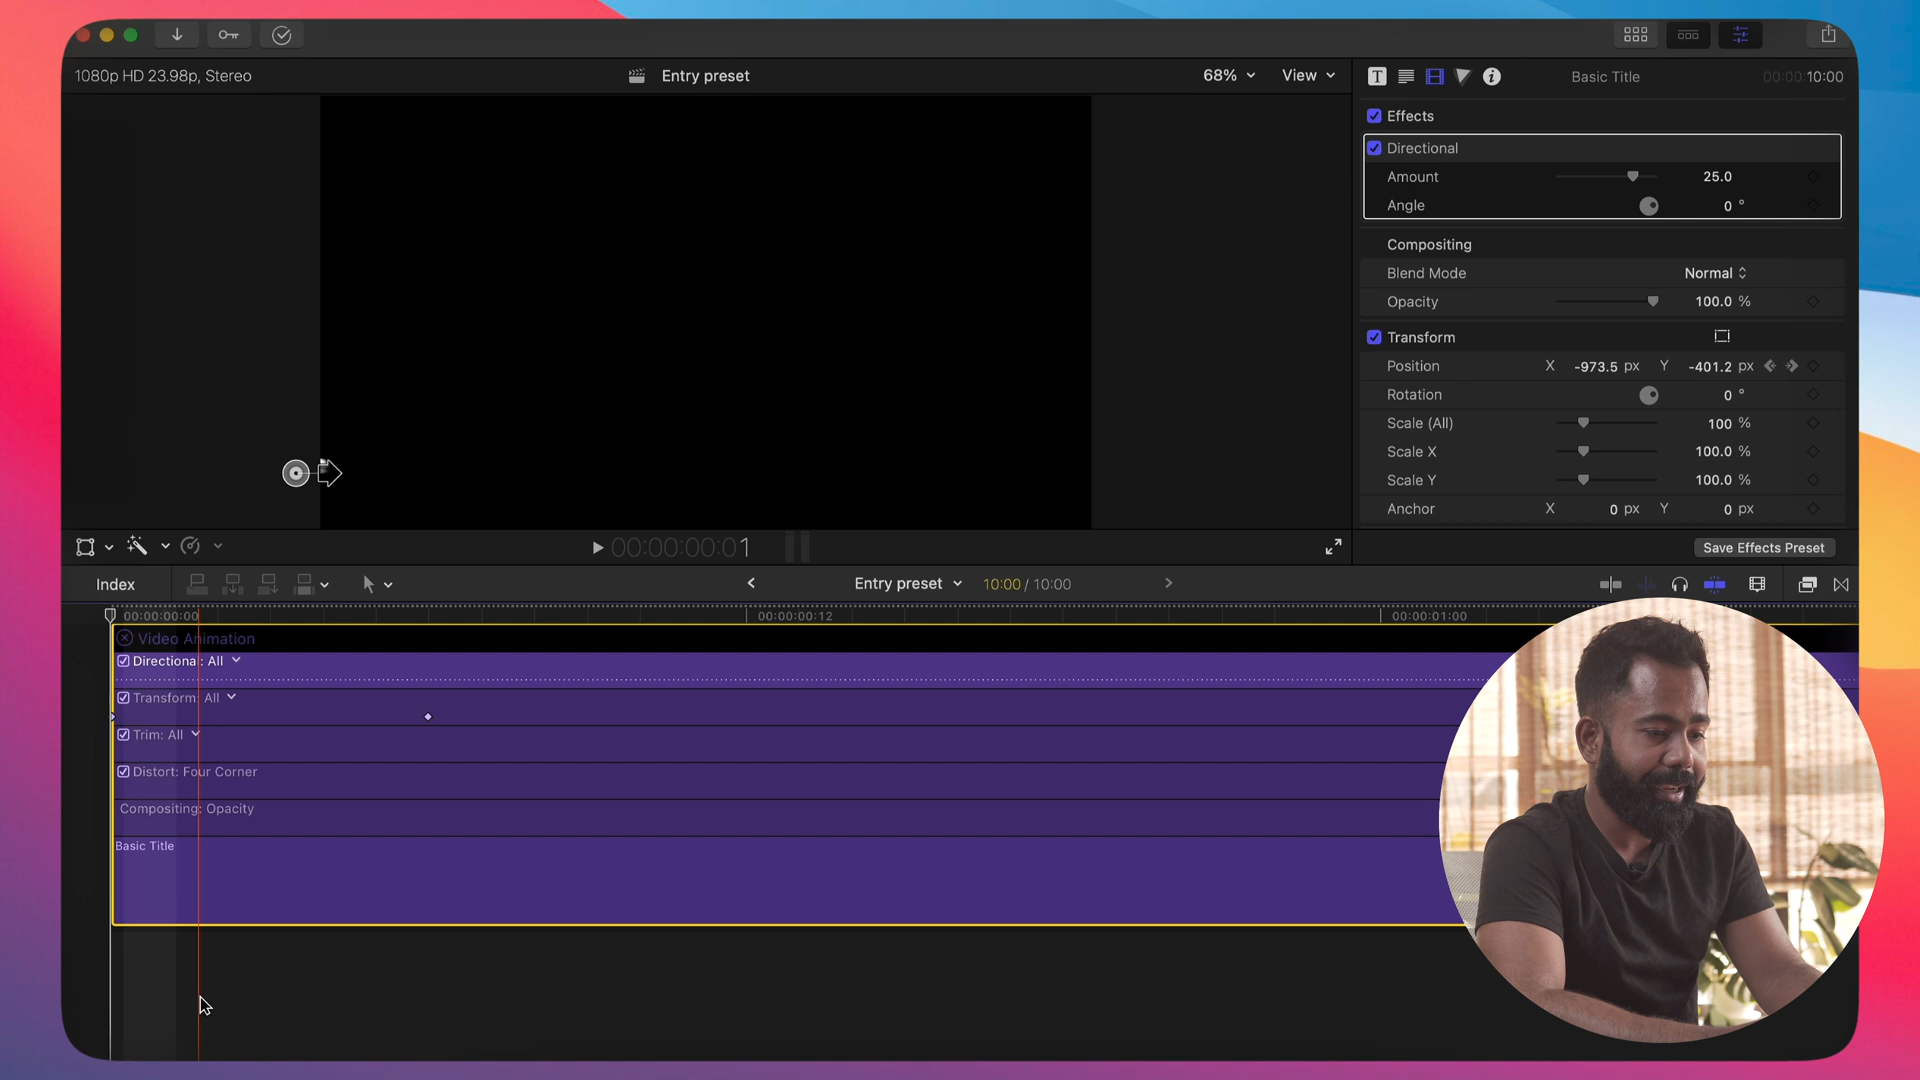 1080p HD 23.98p, Stereo
Entry preset
68%
View
T
i
Basic Title
00:00:10:00
Effects
Directional
Amount 25.0
Angle 0 °
Compositing
Blend Mode Normal
Opacity 100.0 %
Transform
Position X -973.5 px Y -401.2 px
Rotation 0 °
Scale (All) 100 %
Scale X 100.0 %
Scale Y 100.0 %
Anchor X 0 px Y 0 px
00:00:00:01
Save Effects Preset
Index
Entry preset
10:00 / 10:00
00:00:00:00
00:00:00:12
00:00:01:00
Video Animation
Directional: All
Transform: All
Trim: All
Distort: Four Corner
Compositing: Opacity
Basic Title